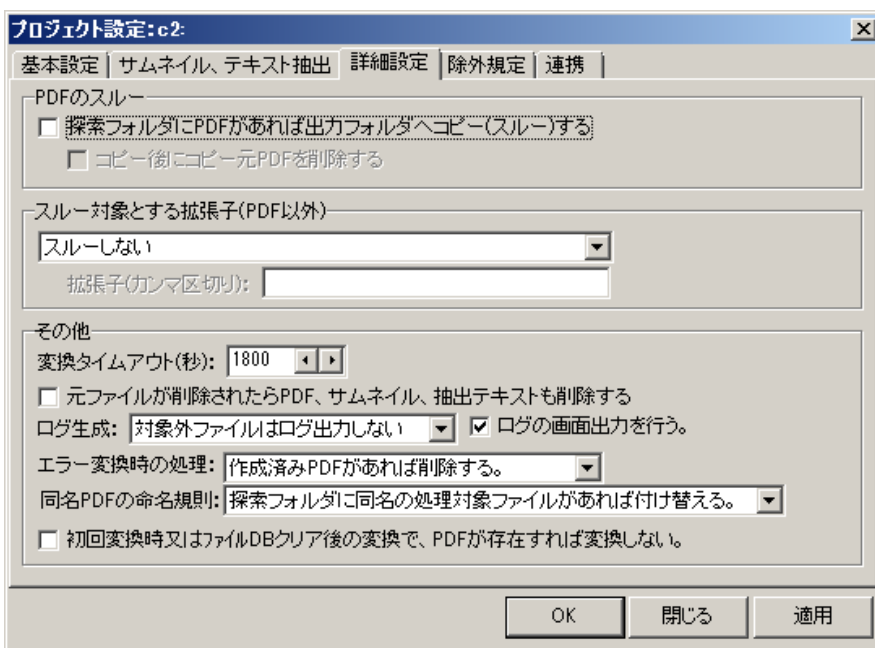 プロジェクト設定:c2:
基本設定 サムネイル、テキスト抽出 詳細設定 除外規定 連携
PDFのスルー
探索フォルダにPDFがあれば出力フォルダへコピー(スルー)する
コピー後にコピー元PDFを削除する
スルー対象とする拡張子(PDF以外)
スルーしない
拡張子(カンマ区切り):
その他
変換タイムアウト(秒): 1800
元ファイルが削除されたらPDF、サムネイル、抽出テキストも削除する
ログ生成: 対象外ファイルはログ出力しない ログの画面出力を行う。
エラー変換時の処理: 作成済みPDFがあれば削除する。
同名PDFの命名規則: 探索フォルダに同名の処理対象ファイルがあれば付け替える。
初回変換時又はファイルDBクリア後の変換で、PDFが存在すれば変換しない。
OK 閉じる 適用